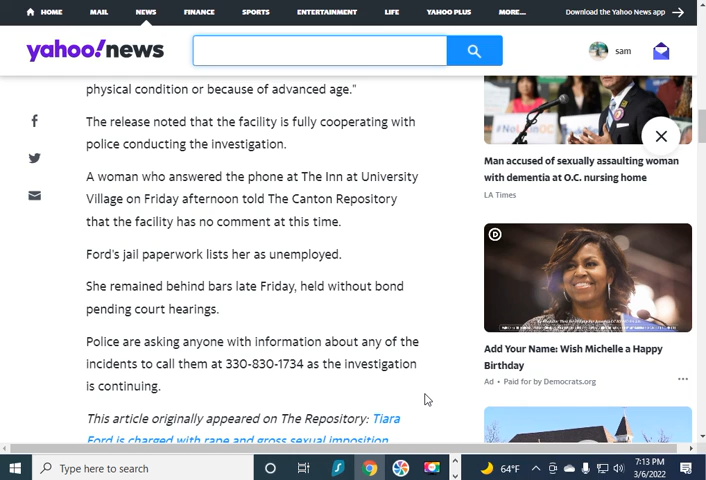 HOME MAIL NEWS FINANCE SPORTS ENTERTAINMENT LIFE YAHOO PLUS MORE... Download the Yahoo News app
yahoo!news
sam
physical condition or because of advanced age."
The release noted that the facility is fully cooperating with
police conducting the investigation.
A woman who answered the phone at The Inn at University
Village on Friday afternoon told The Canton Repository
that the facility has no comment at this time.
Ford's jail paperwork lists her as unemployed.
She remained behind bars late Friday, held without bond
pending court hearings.
Police are asking anyone with information about any of the
incidents to call them at 330-830-1734 as the investigation
is continuing.
This article originally appeared on The Repository: Tiara
Ford is charged with rape and gross sexual imposition
Man accused of sexually assaulting woman
with dementia at O.C. nursing home
LA Times
D
Add Your Name: Wish Michelle a Happy
Birthday
Ad • Paid for by Democrats.org
Type here to search
64°F
7:13 PM
3/6/2022